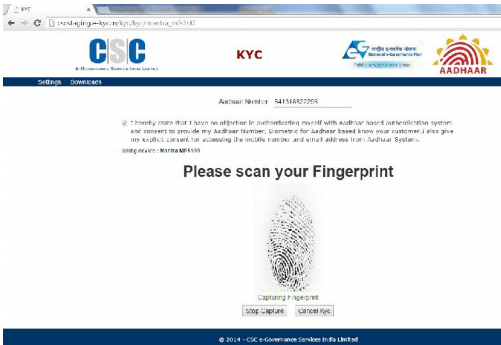 KYC
cscstaging.e-kyc.in/kyc/kyc/mantra_mfs100
CSC
e-Governance Services India Limited
KYC
National e-Governance Plan
AADHAAR
Settings Downloads
Aadhaar Number
I hereby state that I have no objection in authenticating myself with Aadhaar based authentication system
and consent to provide my Aadhaar Number, Biometric for Aadhaar based know your customer.I also give
my explicit consent for accessing the mobile number and email address from Aadhaar System.
Using device : Mantra MFS100
Please scan your Fingerprint
Capturing Fingerprint
Stop Capture Cancel Kyc
© 2014 - CSC e-Governance Services India Limited